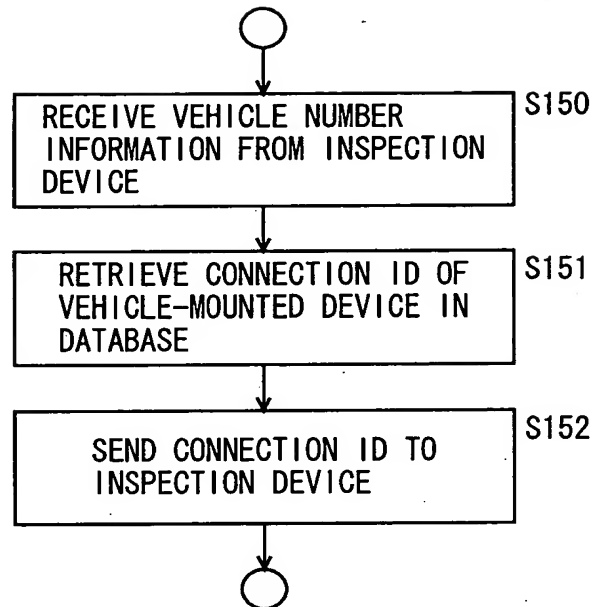 RECEIVE VEHICLE NUMBER
INFORMATION FROM INSPECTION
DEVICE
S150
RETRIEVE CONNECTION ID OF
VEHICLE-MOUNTED DEVICE IN
DATABASE
S151
SEND CONNECTION ID TO
INSPECTION DEVICE
S152